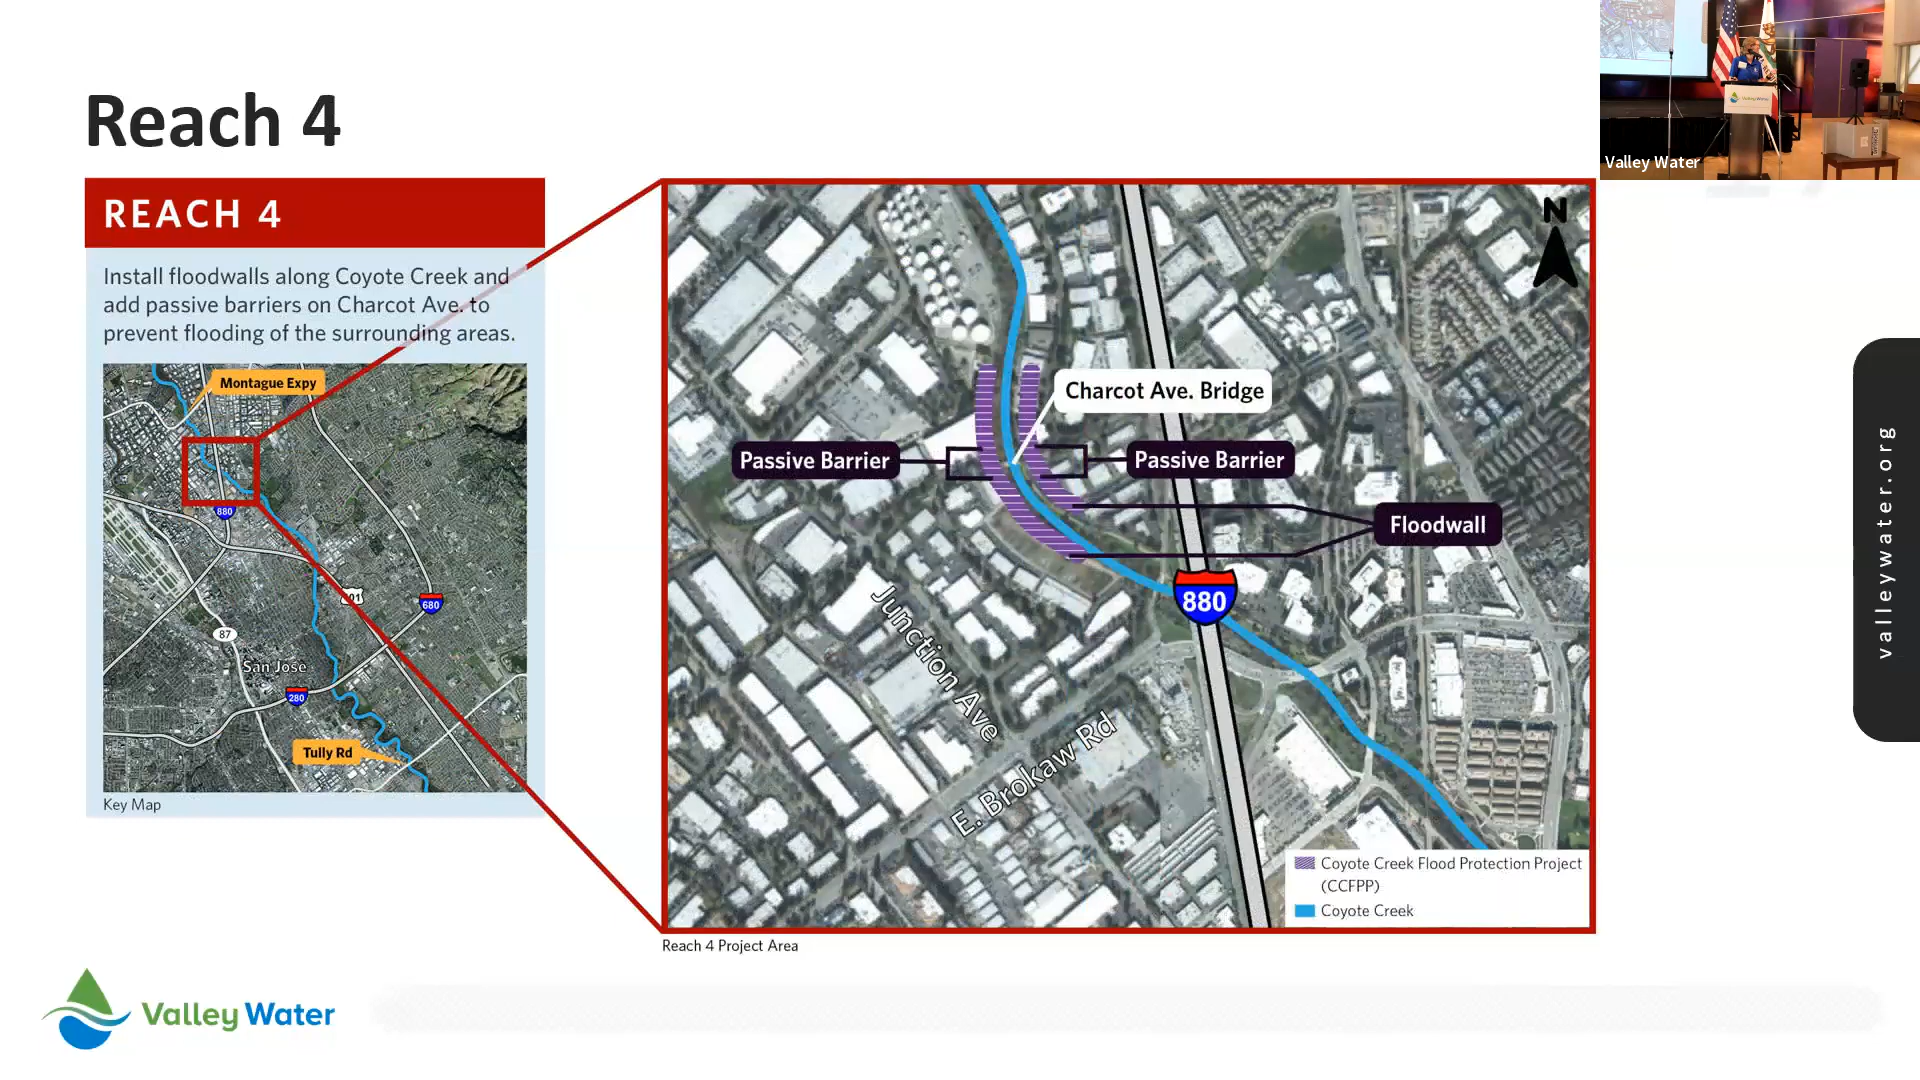 Reach 4
REACH 4
Install floodwalls along Coyote Creek and
add passive barriers on Charcot Ave. to
prevent flooding of the surrounding areas.
Montague Expy
880
101
680
87
San Jose
280
Tully Rd
Key Map
N
Charcot Ave. Bridge
Passive Barrier
Passive Barrier
Floodwall
880
Junction Ave
E. Brokaw Rd
Coyote Creek Flood Protection Project
(CCFPP)
Coyote Creek
Reach 4 Project Area
Valley Water
Valley Water
valleywater.org
Valley Water